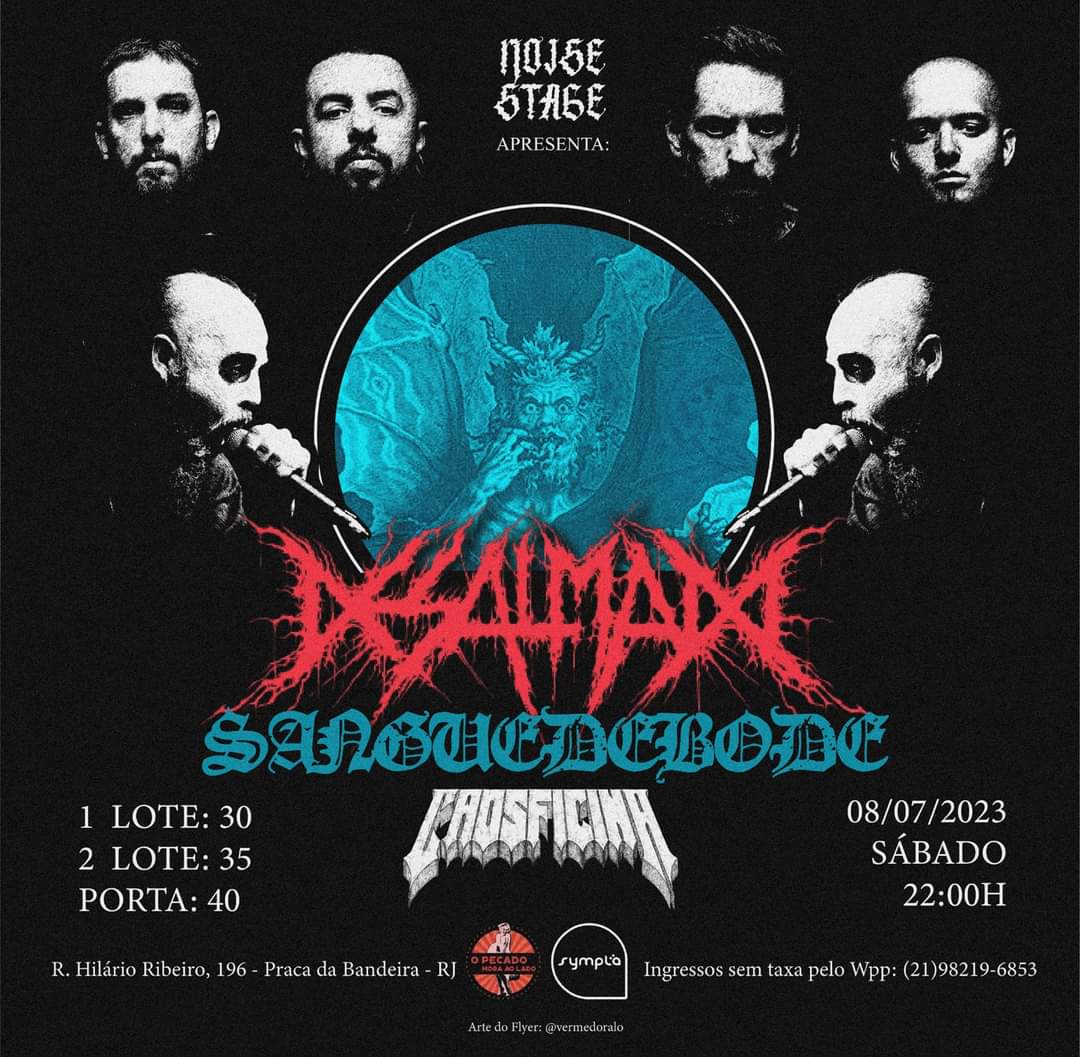 NOISE
STAGE
APRESENTA:
DESALMADO
SANGUEDEBODE
CAOSFICINA
1 LOTE: 30
2 LOTE: 35
PORTA: 40
08/07/2023
SÁBADO
22:00H
R. Hilário Ribeiro, 196 - Praca da Bandeira - RJ
O PECADO
MORA AO LADO
sympla
Ingressos sem taxa pelo Wpp: (21)98219-6853
Arte do Flyer: @vermedoralo